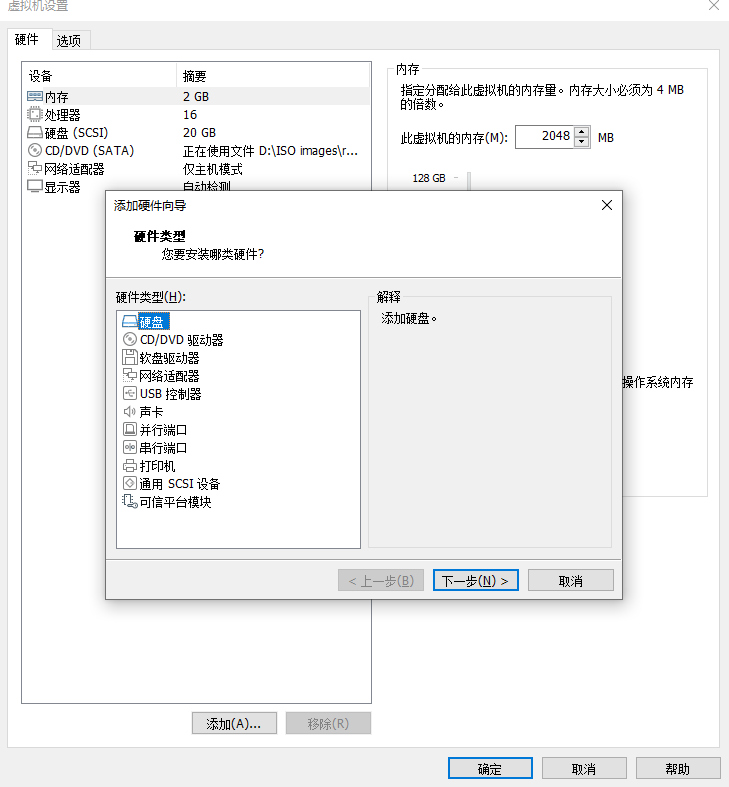 虚拟机设置
硬件 选项
设备 摘要
内存 2 GB
处理器 16
硬盘 (SCSI) 20 GB
CD/DVD (SATA) 正在使用文件 D:\ISO images\r...
网络适配器 仅主机模式
显示器 自动检测
内存
指定分配给此虚拟机的内存量。内存大小必须为 4 MB
的倍数。
此虚拟机的内存(M): 2048 MB
128 GB
操作系统内存
添加硬件向导
硬件类型
您要安装哪类硬件?
硬件类型(H):
硬盘
CD/DVD 驱动器
软盘驱动器
网络适配器
USB 控制器
声卡
并行端口
串行端口
打印机
通用 SCSI 设备
可信平台模块
解释
添加硬盘。
< 上一步(B) 下一步(N) > 取消
添加(A)... 移除(R)
确定 取消 帮助